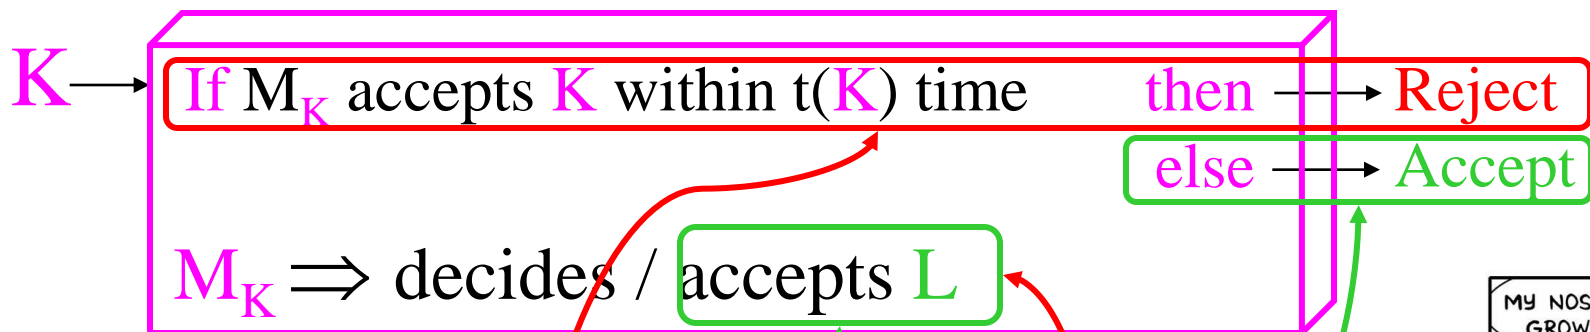 K If M_K accepts K within t(K) time then Reject
else Accept
M_K ⇒ decides / accepts L
MY NOS
GROW